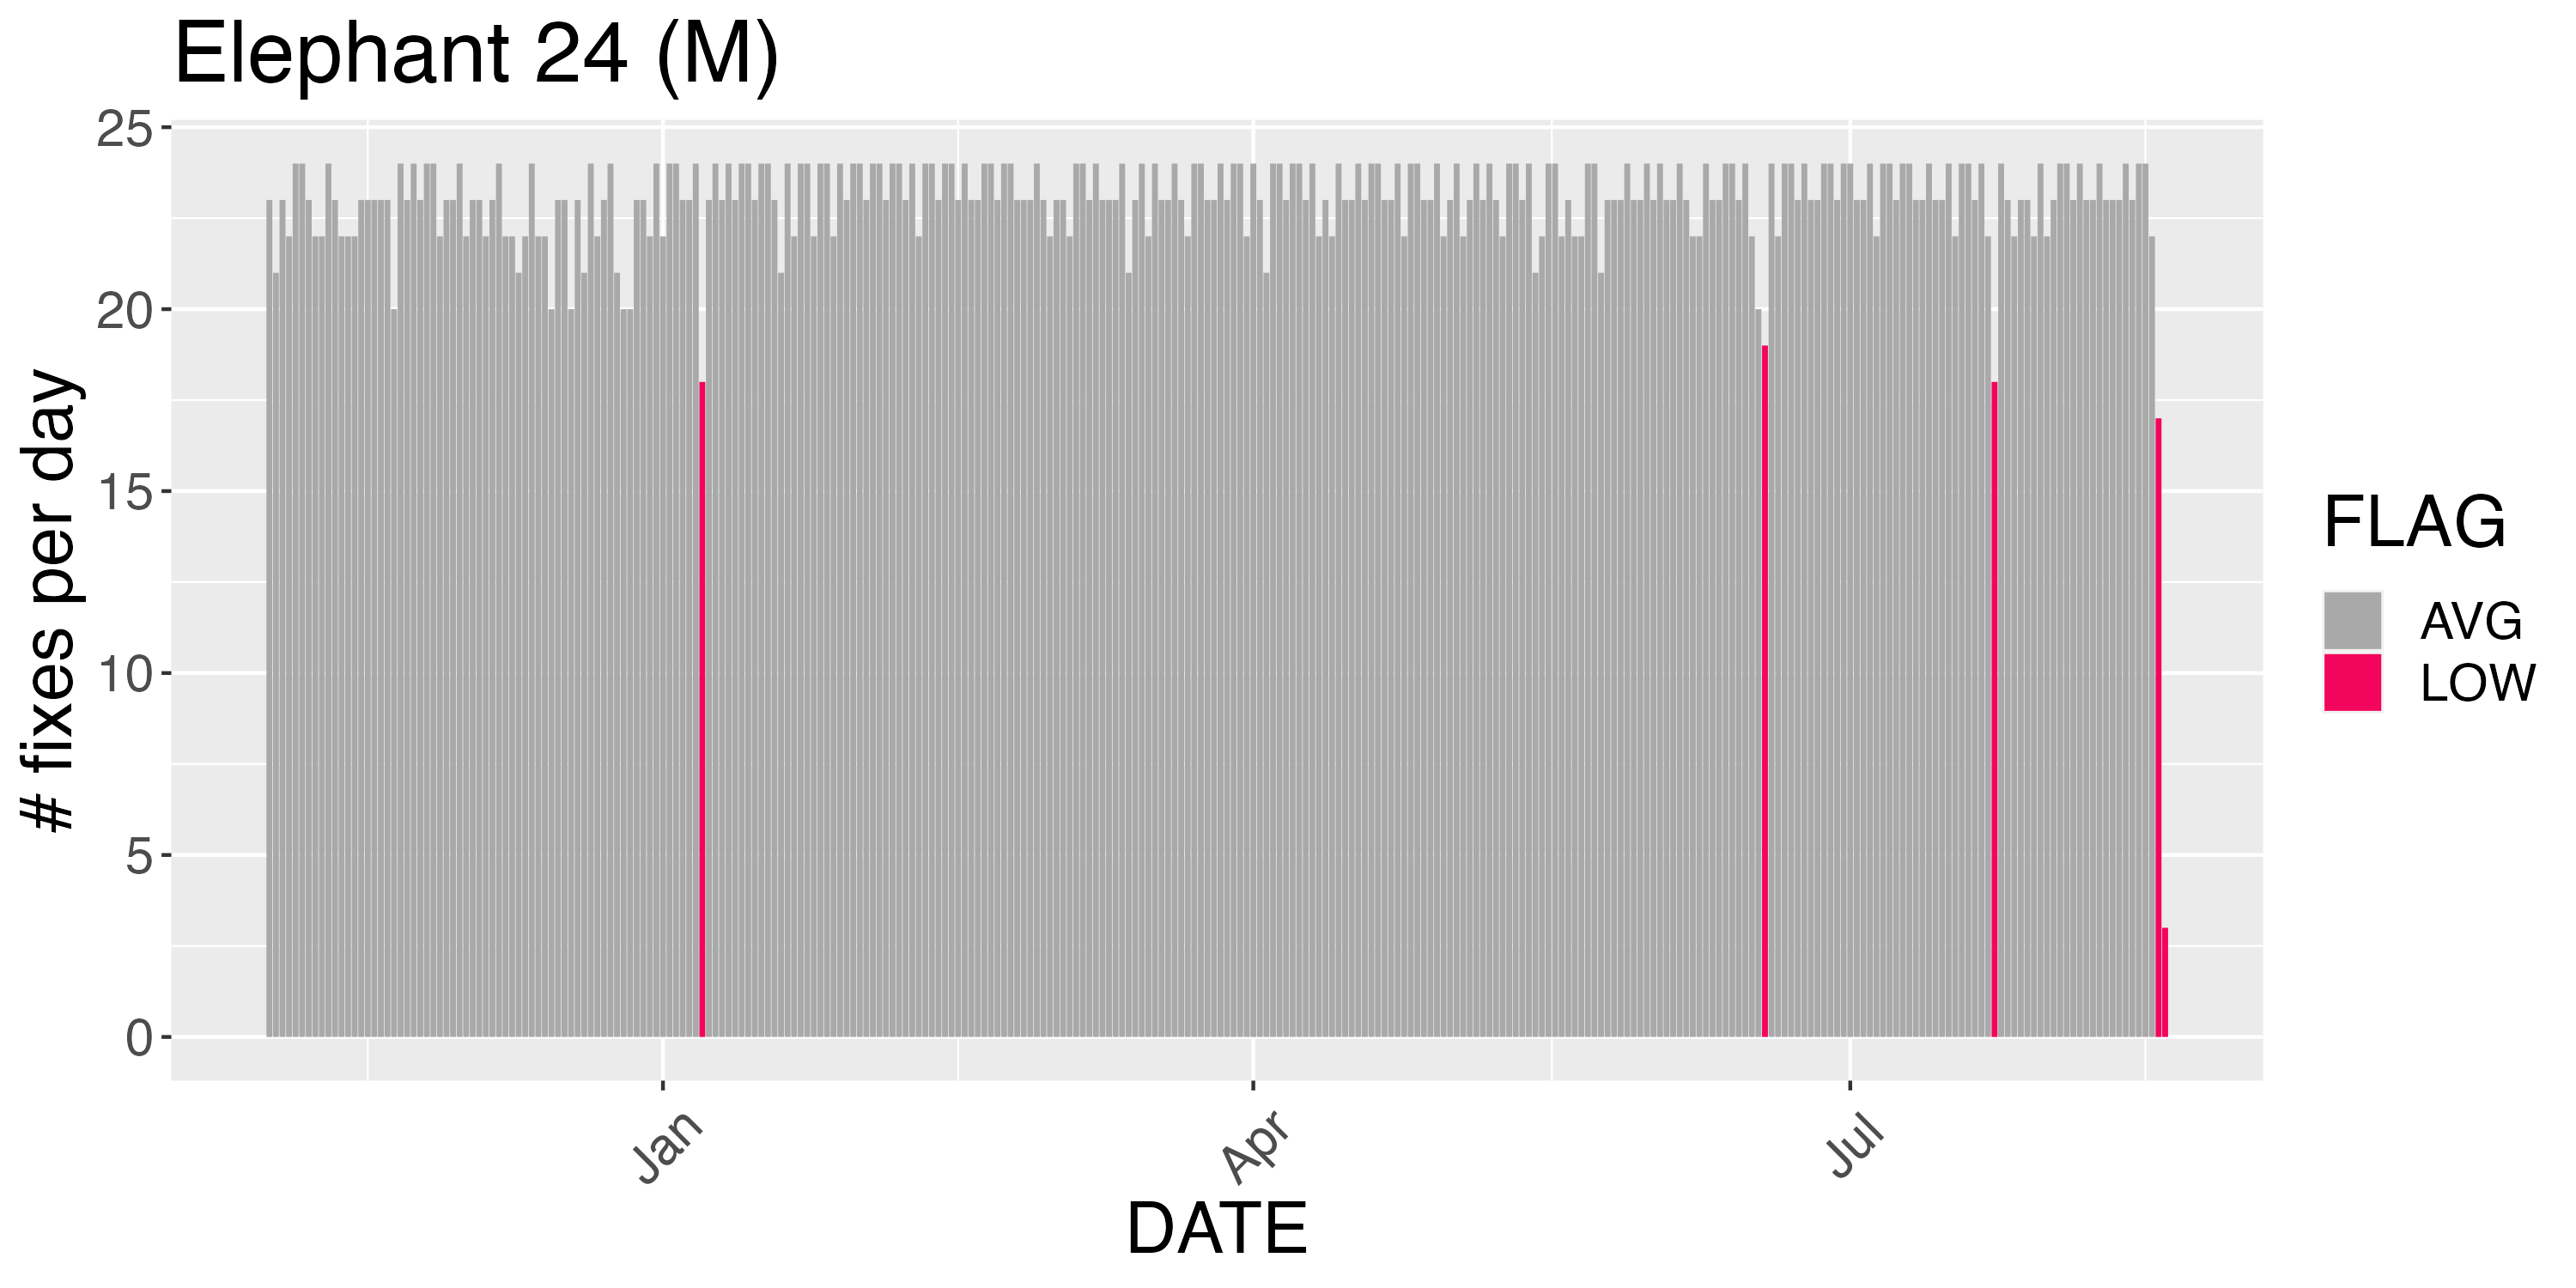 Elephant 24 (M)
# fixes per day
25
20
15
10
5
0
Jan
Apr
Jul
DATE
FLAG
AVG
LOW